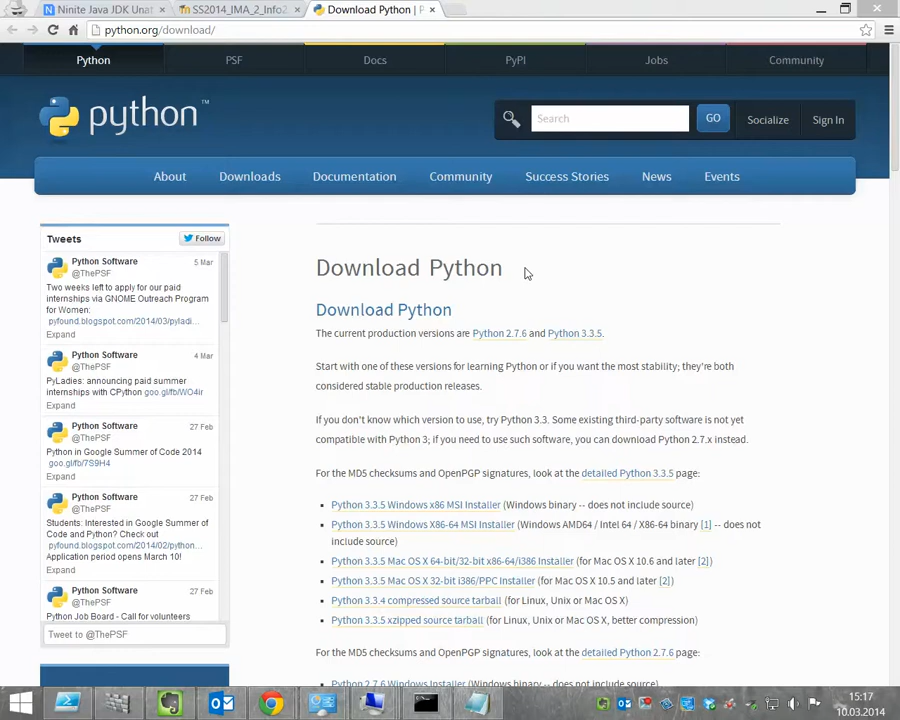 Ninite Java JDK Unat
SS2014_IMA_2_Info2
Download Python | P
python.org/download/
Python PSF Docs PyPI Jobs Community
python™
Search GO Socialize Sign In
About Downloads Documentation Community Success Stories News Events
Tweets Follow
Python Software 5 Mar
@ThePSF
Two weeks left to apply for our paid
internships via GNOME Outreach Program
for Women:
pyfound.blogspot.com/2014/03/pyladi...
Expand
Python Software 4 Mar
@ThePSF
PyLadies: announcing paid summer
internships with CPython goo.gl/fb/WO4ir
Expand
Python Software 27 Feb
@ThePSF
Python in Google Summer of Code 2014
goo.gl/fb/7S9H4
Expand
Python Software 27 Feb
@ThePSF
Students: Interested in Google Summer of
Code and Python? Check out
pyfound.blogspot.com/2014/02/python...
Application period opens March 10!
Expand
Python Software 27 Feb
@ThePSF
Python Job Board - Call for volunteers
Tweet to @ThePSF
Download Python
Download Python
The current production versions are Python 2.7.6 and Python 3.3.5.
Start with one of these versions for learning Python or if you want the most stability; they're both
considered stable production releases.
If you don't know which version to use, try Python 3.3. Some existing third-party software is not yet
compatible with Python 3; if you need to use such software, you can download Python 2.7.x instead.
For the MD5 checksums and OpenPGP signatures, look at the detailed Python 3.3.5 page:
Python 3.3.5 Windows x86 MSI Installer (Windows binary -- does not include source)
Python 3.3.5 Windows X86-64 MSI Installer (Windows AMD64 / Intel 64 / X86-64 binary [1] -- does not
include source)
Python 3.3.5 Mac OS X 64-bit/32-bit x86-64/i386 Installer (for Mac OS X 10.6 and later [2])
Python 3.3.5 Mac OS X 32-bit i386/PPC Installer (for Mac OS X 10.5 and later [2])
Python 3.3.4 compressed source tarball (for Linux, Unix or Mac OS X)
Python 3.3.5 xzipped source tarball (for Linux, Unix or Mac OS X, better compression)
For the MD5 checksums and OpenPGP signatures, look at the detailed Python 2.7.6 page:
Python 2.7.6 Windows Installer (Windows binary -- does not include source)
15:17
10.03.2014